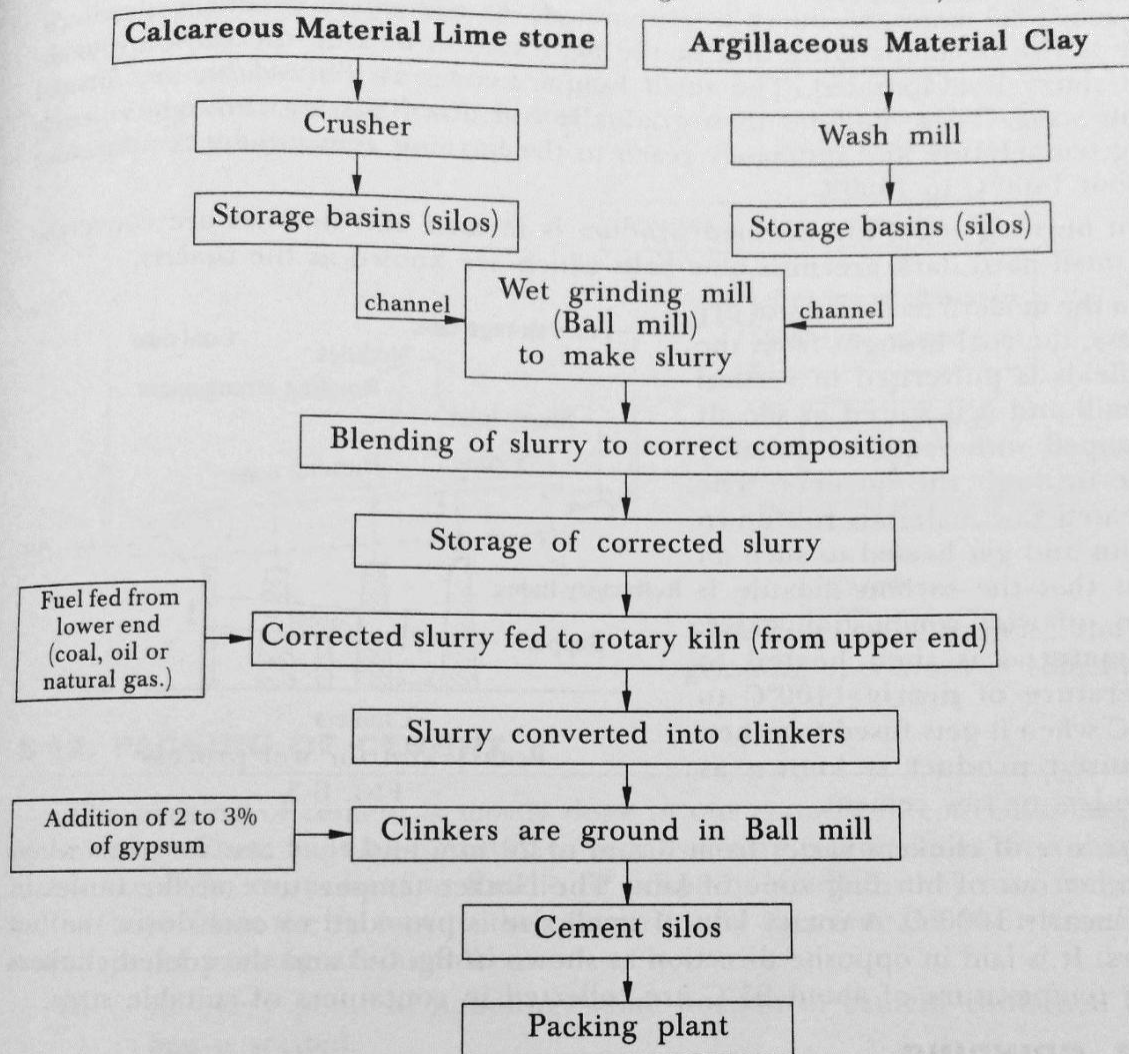 Calcareous Material Lime stone
Argillaceous Material Clay
Crusher
Wash mill
Storage basins (silos)
Storage basins (silos)
channel
Wet grinding mill
(Ball mill)
to make slurry
channel
Blending of slurry to correct composition
Storage of corrected slurry
Fuel fed from
lower end
(coal, oil or
natural gas.)
Corrected slurry fed to rotary kiln (from upper end)
Slurry converted into clinkers
Addition of 2 to 3%
of gypsum
Clinkers are ground in Ball mill
Cement silos
Packing plant